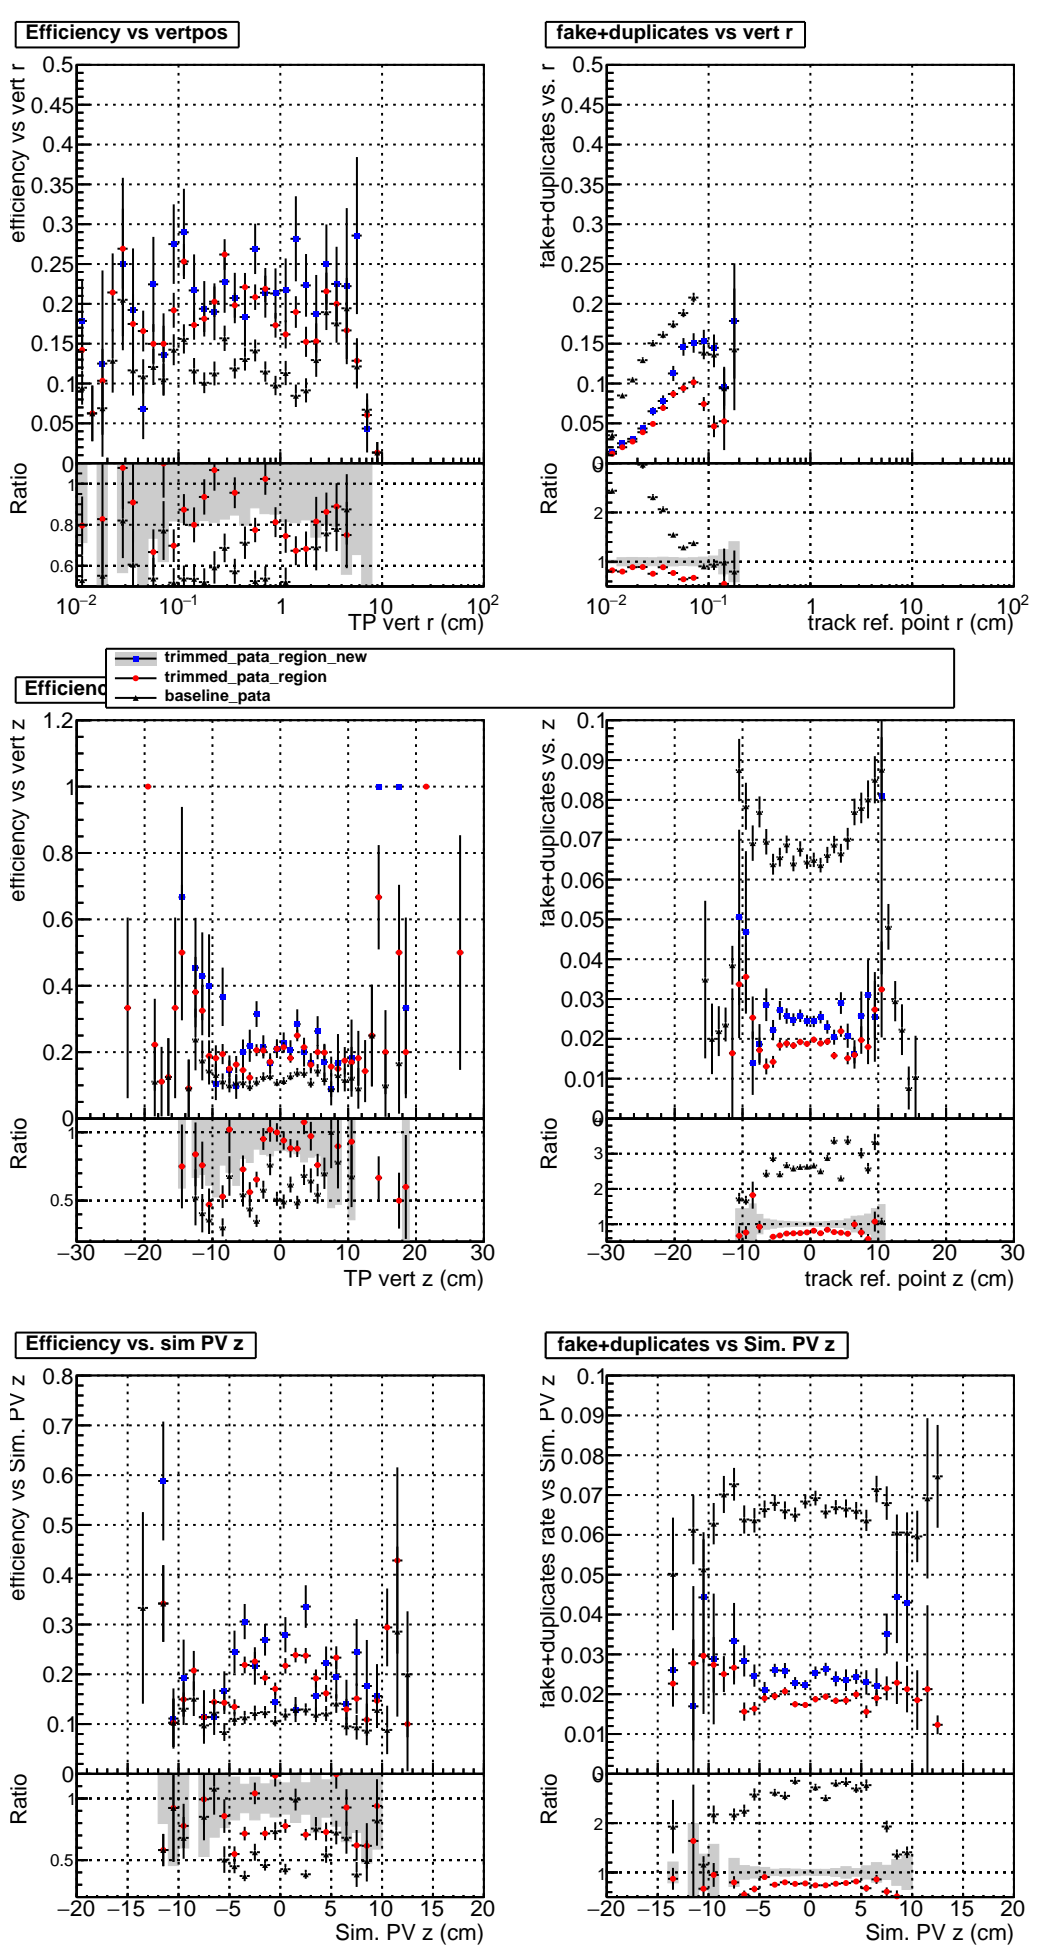 Efficiency vs vertpos
efficiency vs vert r
0.5
0.45
0.4
0.35
0.3
0.25
0.2
0.15
0.1
0.05
0
Ratio
1
0.8
0.6
10−2 10−1 1 10 102
TP vert r (cm)
fake+duplicates vs vert r
fake+duplicates vs. r
0.5
0.45
0.4
0.35
0.3
0.25
0.2
0.15
0.1
0.05
0
Ratio
2
1
10−2 10−1 1 10 102
track ref. point r (cm)
trimmed_pata_region_new
trimmed_pata_region
baseline_pata
Efficienc
efficiency vs vert z
1.2
1
0.8
0.6
0.4
0.2
0
Ratio
1
0.5
−30 −20 −10 0 10 20 30
TP vert z (cm)
fake+duplicates vs. z
0.1
0.09
0.08
0.07
0.06
0.05
0.04
0.03
0.02
0.01
0
Ratio
3
2
1
−30 −20 −10 0 10 20 30
track ref. point z (cm)
Efficiency vs. sim PV z
efficiency vs Sim. PV z
0.8
0.7
0.6
0.5
0.4
0.3
0.2
0.1
0
Ratio
1
0.5
−20 −15 −10 −5 0 5 10 15 20
Sim. PV z (cm)
fake+duplicates vs Sim. PV z
fake+duplicates rate vs Sim. PV z
0.1
0.09
0.08
0.07
0.06
0.05
0.04
0.03
0.02
0.01
0
Ratio
2
1
−20 −15 −10 −5 0 5 10 15 20
Sim. PV z (cm)